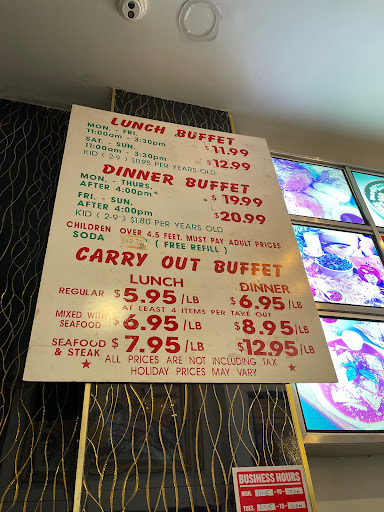 LUNCH BUFFET
MON. - FRI.
11:00am - 3:30pm $11.99
SAT. - SUN.
11:00am - 3:30pm $12.99
KID ( 2-9 ) $0.95 PER YEARS OLD
DINNER BUFFET
MON. - THURS.
AFTER 4:00pm* $19.99
FRI. - SUN.
AFTER 4:00pm $20.99
KID ( 2-9 ) $1.80 PER YEARS OLD
CHILDREN OVER 4.5 FEET. MUST PAY ADULT PRICES
SODA ( FREE REFILL )
CARRY OUT BUFFET
LUNCH DINNER
REGULAR $5.95/LB $6.95/LB
AT LEAST 4 ITEMS PER TAKE OUT
MIXED WITH SEAFOOD $6.95/LB $8.95/LB
SEAFOOD & STEAK $7.95/LB $12.95/LB
ALL PRICES ARE NOT INCLUDING TAX
HOLIDAY PRICES MAY VARY
BUSINESS HOURS
MON. -TO-
TUES. -TO-